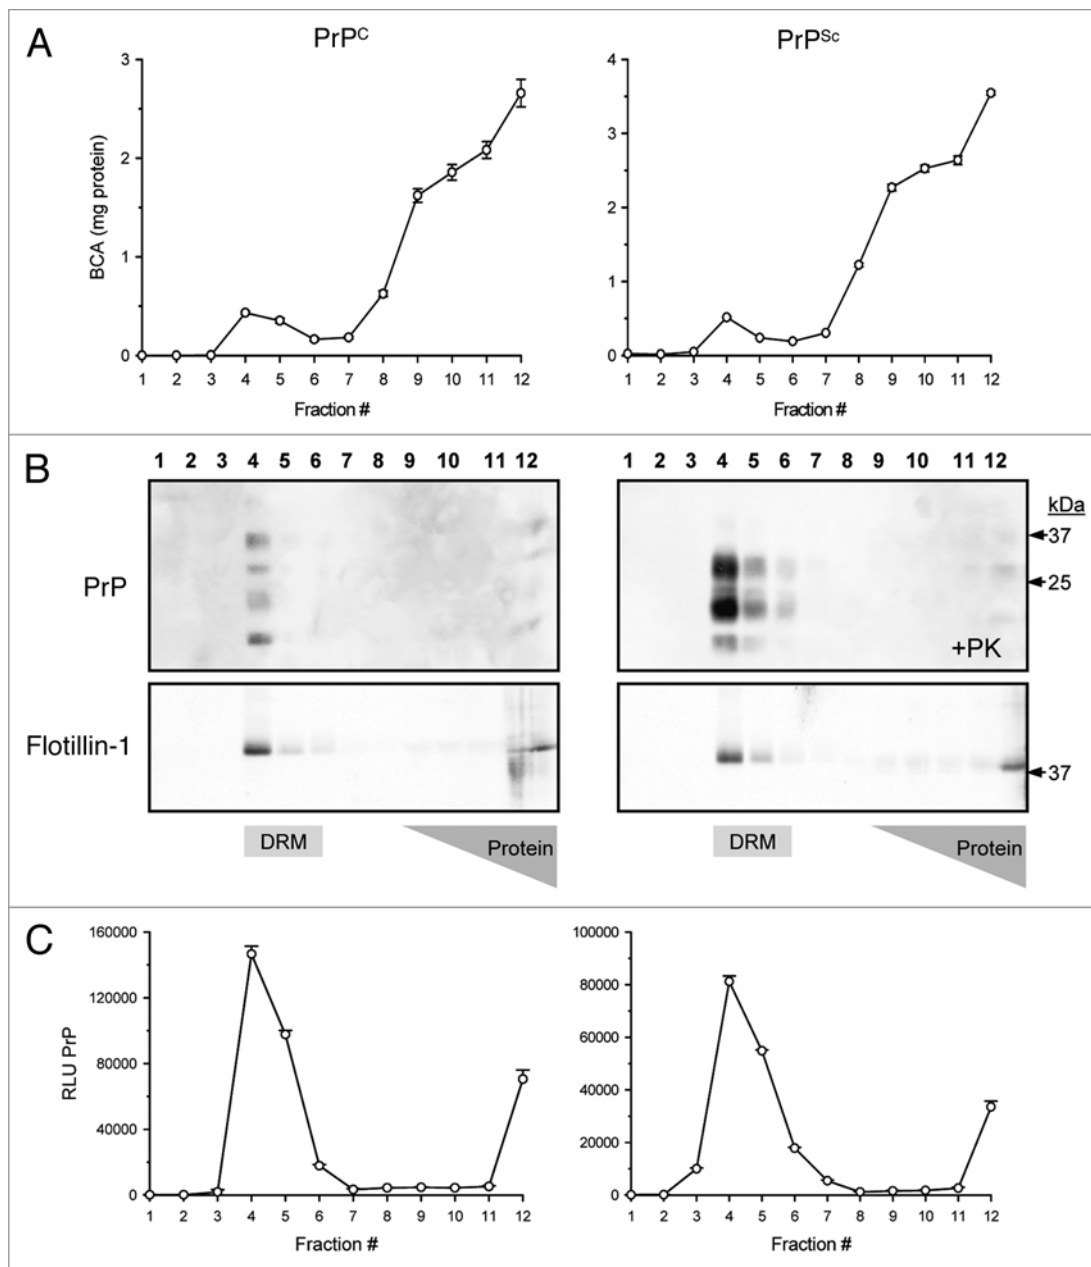 A
PrPC
PrPSc
BCA (mg protein)
3
2
1
0
1 2 3 4 5 6 7 8 9 10 11 12
Fraction #
4
3
2
1
0
1 2 3 4 5 6 7 8 9 10 11 12
Fraction #
B
1 2 3 4 5 6 7 8 9 10 11 12
1 2 3 4 5 6 7 8 9 10 11 12
PrP
kDa
37
25
+PK
Flotillin-1
37
DRM
Protein
DRM
Protein
C
RLU PrP
160000
120000
80000
40000
0
1 2 3 4 5 6 7 8 9 10 11 12
Fraction #
100000
80000
60000
40000
20000
0
1 2 3 4 5 6 7 8 9 10 11 12
Fraction #